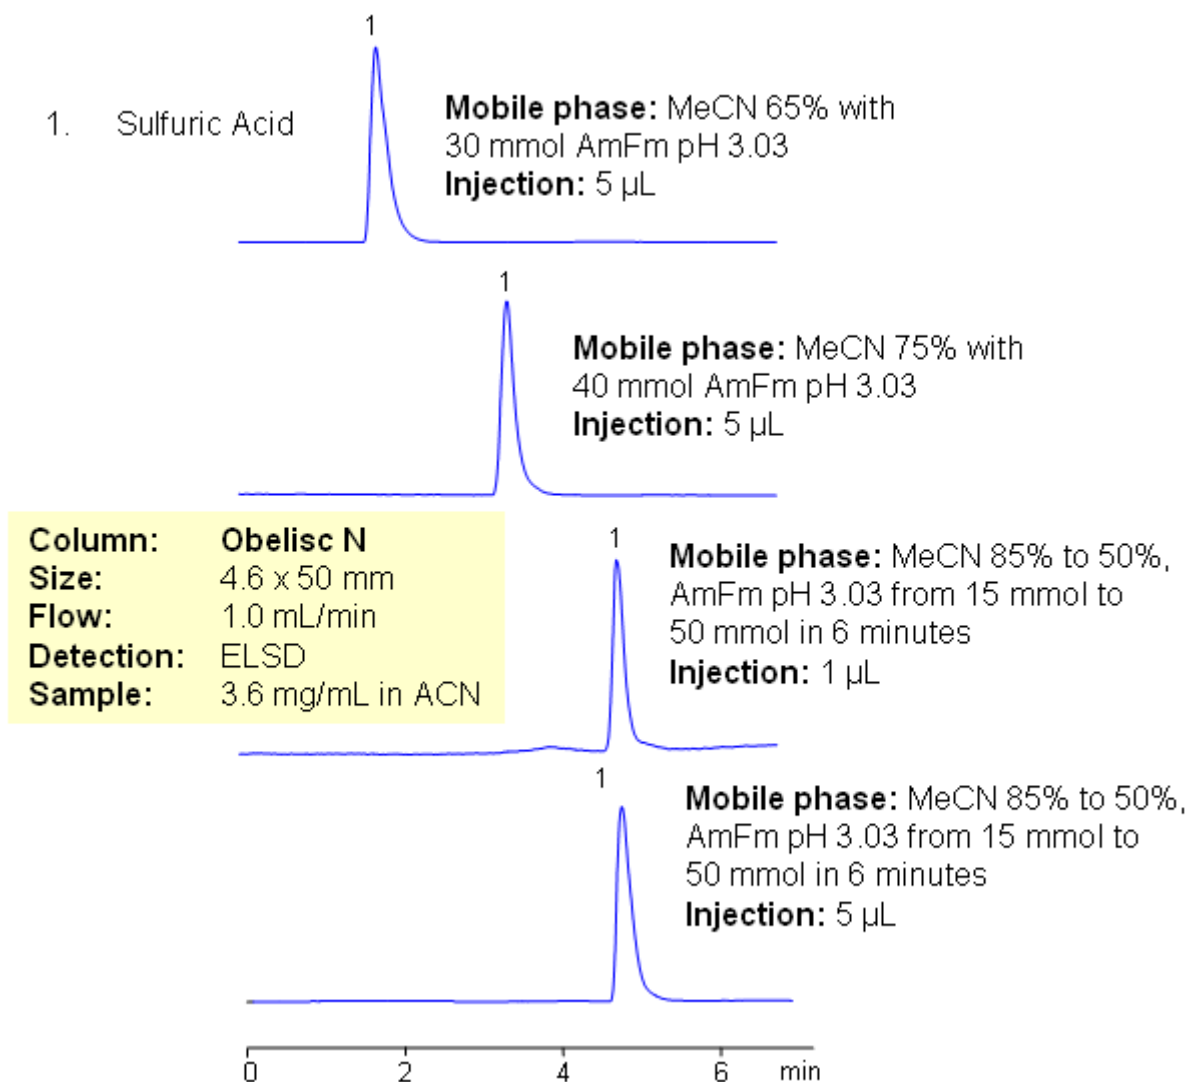 1
1. Sulfuric Acid
Mobile phase: MeCN 65% with
30 mmol AmFm pH 3.03
Injection: 5 µL
1
Mobile phase: MeCN 75% with
40 mmol AmFm pH 3.03
Injection: 5 µL
Column: Obelisc N
Size: 4.6 x 50 mm
Flow: 1.0 mL/min
Detection: ELSD
Sample: 3.6 mg/mL in ACN
1
Mobile phase: MeCN 85% to 50%,
AmFm pH 3.03 from 15 mmol to
50 mmol in 6 minutes
Injection: 1 µL
1
Mobile phase: MeCN 85% to 50%,
AmFm pH 3.03 from 15 mmol to
50 mmol in 6 minutes
Injection: 5 µL
0 2 4 6 min